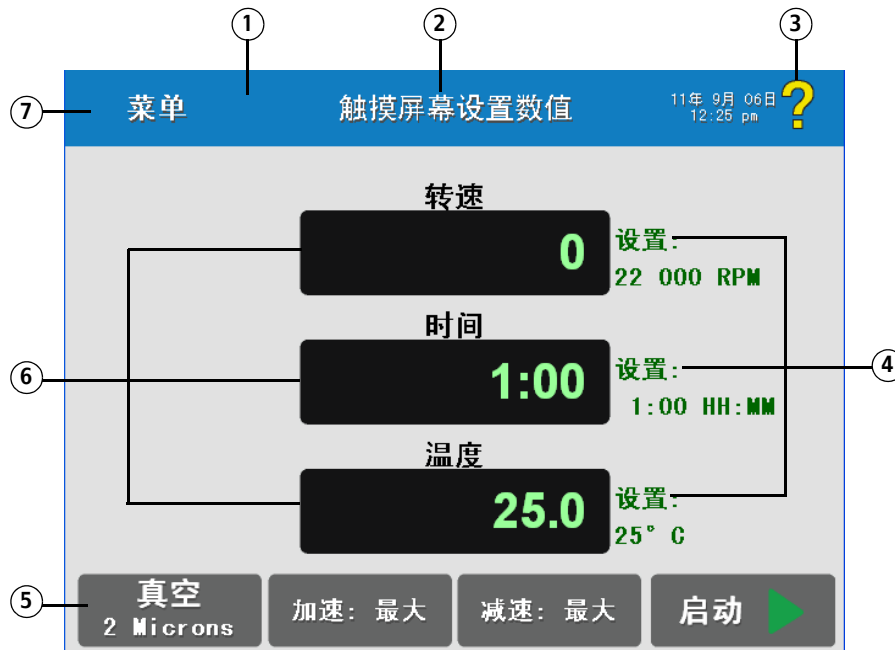 1
2
3
7
菜单
触摸屏幕设置数值
11年 9月 06日
12:25 pm
?
转速
0
设置:
22 000 RPM
时间
6
1:00
设置:
1:00 HH:MM
4
温度
25.0
设置:
25° C
5
真空
2 Microns
加速: 最大
减速: 最大
启动